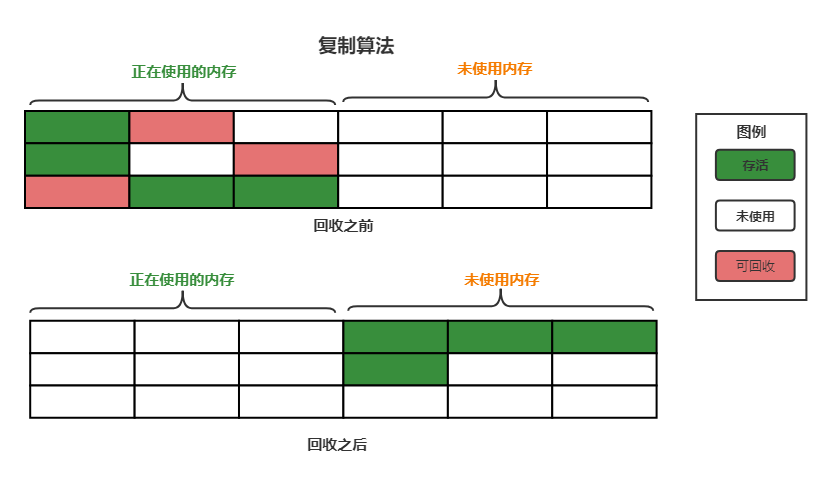 复制算法
正在使用的内存
未使用内存
回收之前
图例
存活
未使用
可回收
正在使用的内存
未使用内存
回收之后